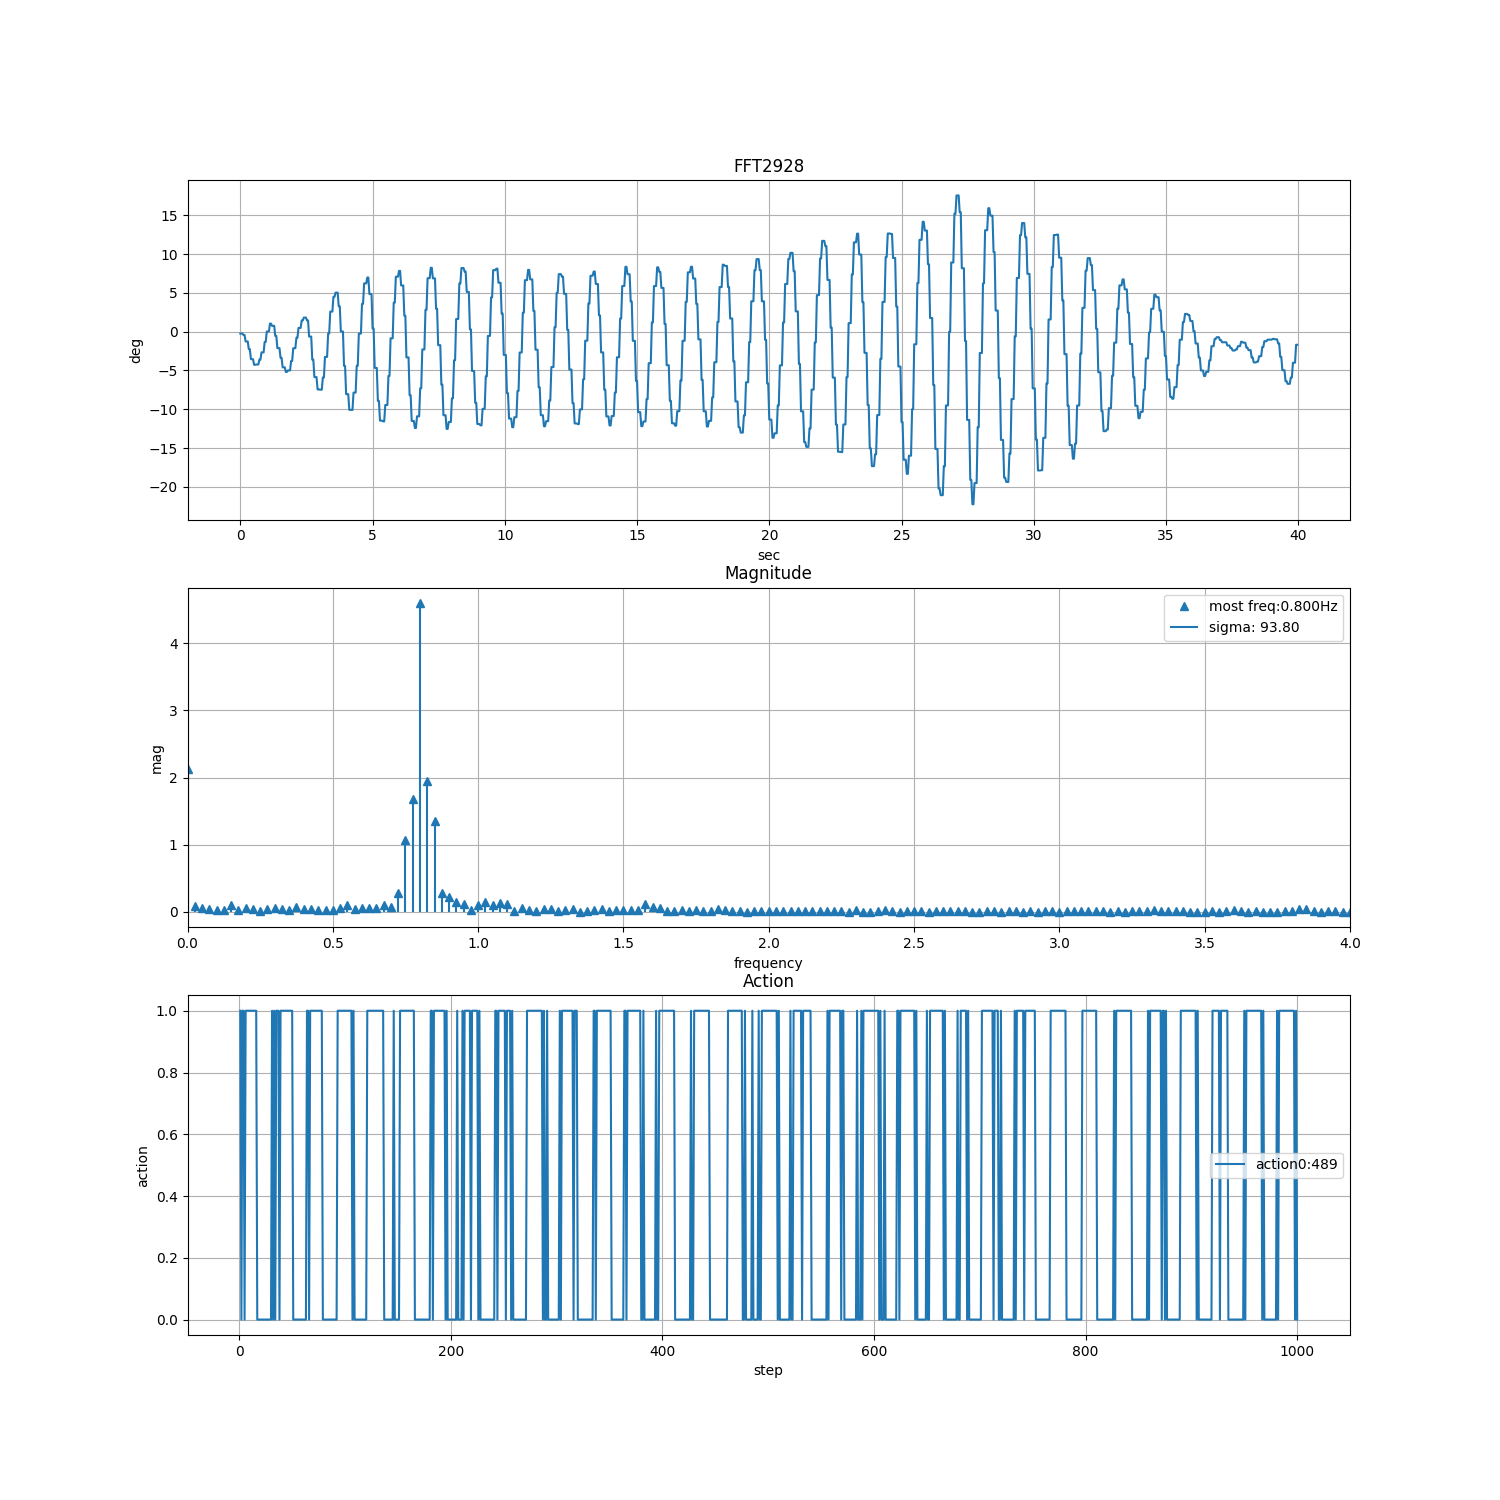 FFT2928
15
10
5
0
−5
−10
−15
−20
deg
0 5 10 15 20 25 30 35 40
sec
Magnitude
most freq:0.800Hz
sigma: 93.80
4
3
2
1
0
mag
0.0 0.5 1.0 1.5 2.0 2.5 3.0 3.5 4.0
frequency
Action
1.0
0.8
0.6
0.4
0.2
0.0
action
action0:489
0 200 400 600 800 1000
step